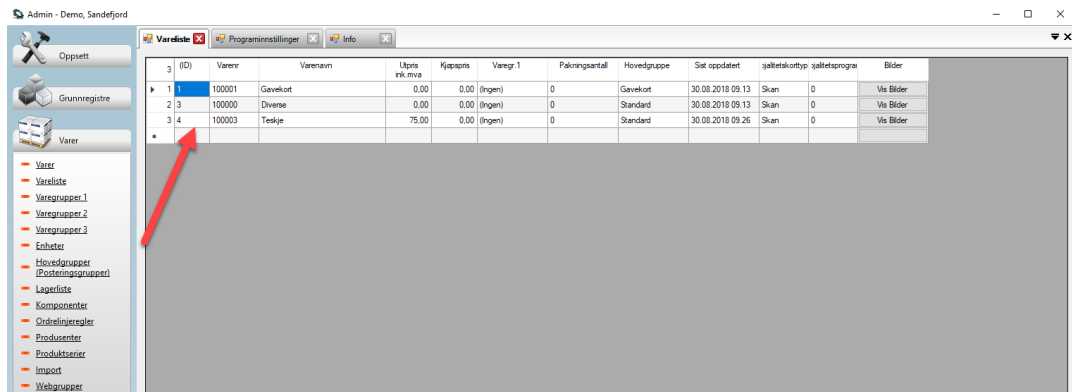 Admin - Demo, Sandefjord
Oppsett
Grunnregistre
Varer
Varer
Vareliste
Varegrupper 1
Varegrupper 2
Varegrupper 3
Enheter
Hovedgrupper
(Posteringsgrupper)
Lagerliste
Komponenter
Ordrelinjeregler
Produsenter
Produktserier
Import
Webgrupper
Vareliste Programinnstillinger Info
3 (ID) Varenr Varenavn Utpris ink.mva Kjøpspris Varegr.1 Pakningsantall Hovedgruppe Sist oppdatert ojalitetskorttyp ojalitetsprogram Bilder
1 1 100001 Gavekort 0,00 0,00 (Ingen) 0 Gavekort 30.08.2018 09.13 Skan 0 Vis Bilder
2 3 100000 Diverse 0,00 0,00 (Ingen) 0 Standard 30.08.2018 09.13 Skan 0 Vis Bilder
3 4 100003 Teskje 75,00 0,00 (Ingen) 0 Standard 30.08.2018 09.26 Skan 0 Vis Bilder